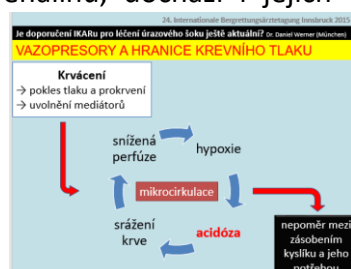 24. Internationale Bergrettungsärztetagung Innsbruck 2015
Je doporučení IKARu pro léčení úrazového šoku ještě aktuální? Dr. Daniel Werner (München)
VAZOPRESORY A HRANICE KREVNÍHO TLAKU
Krvácení
→ pokles tlaku a prokrvení
→ uvolnění mediátorů
snížená
perfúze
hypoxie
mikrocirkulace
srážení
krve
acidóza
nepoměr mezi
zásobením
kyslíku a jeho
potřebou